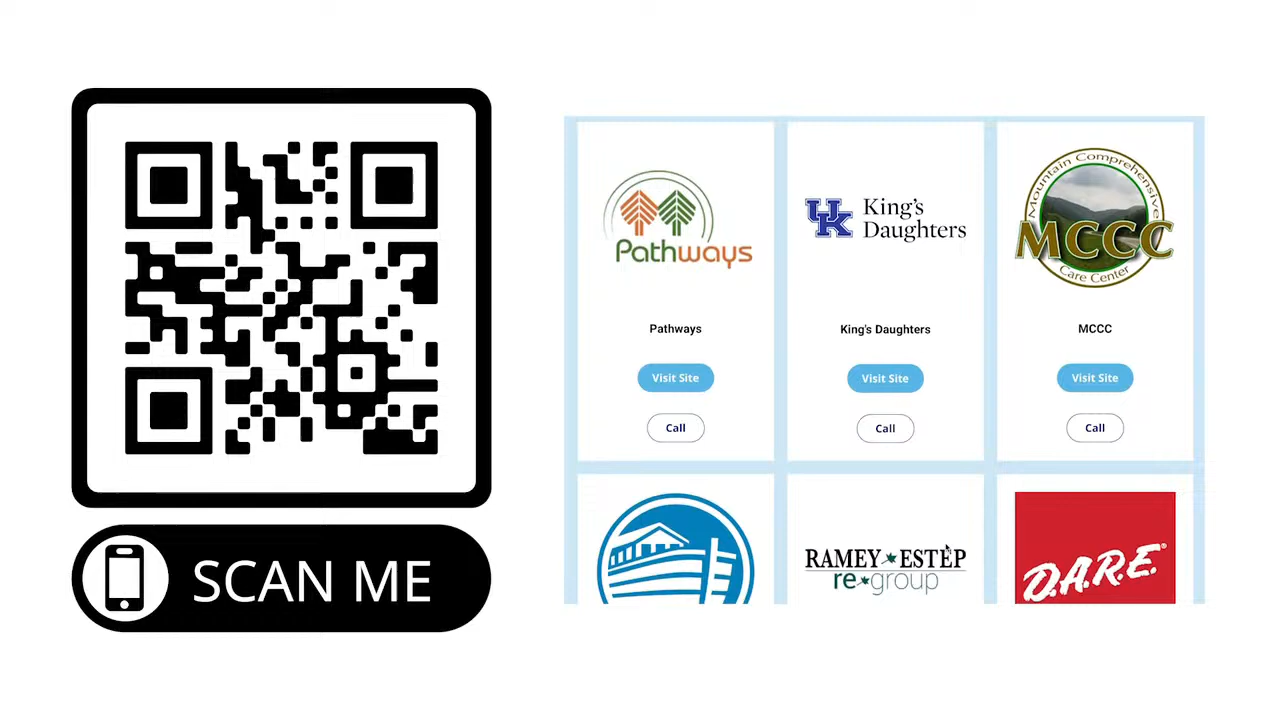 SCAN ME
Pathways
UK King's
Daughters
Mountain Comprehensive
MCCC
Care Center
Pathways
King's Daughters
MCCC
Visit Site
Visit Site
Visit Site
Call
Call
Call
RAMEY ESTEP
re group
D.A.R.E.®